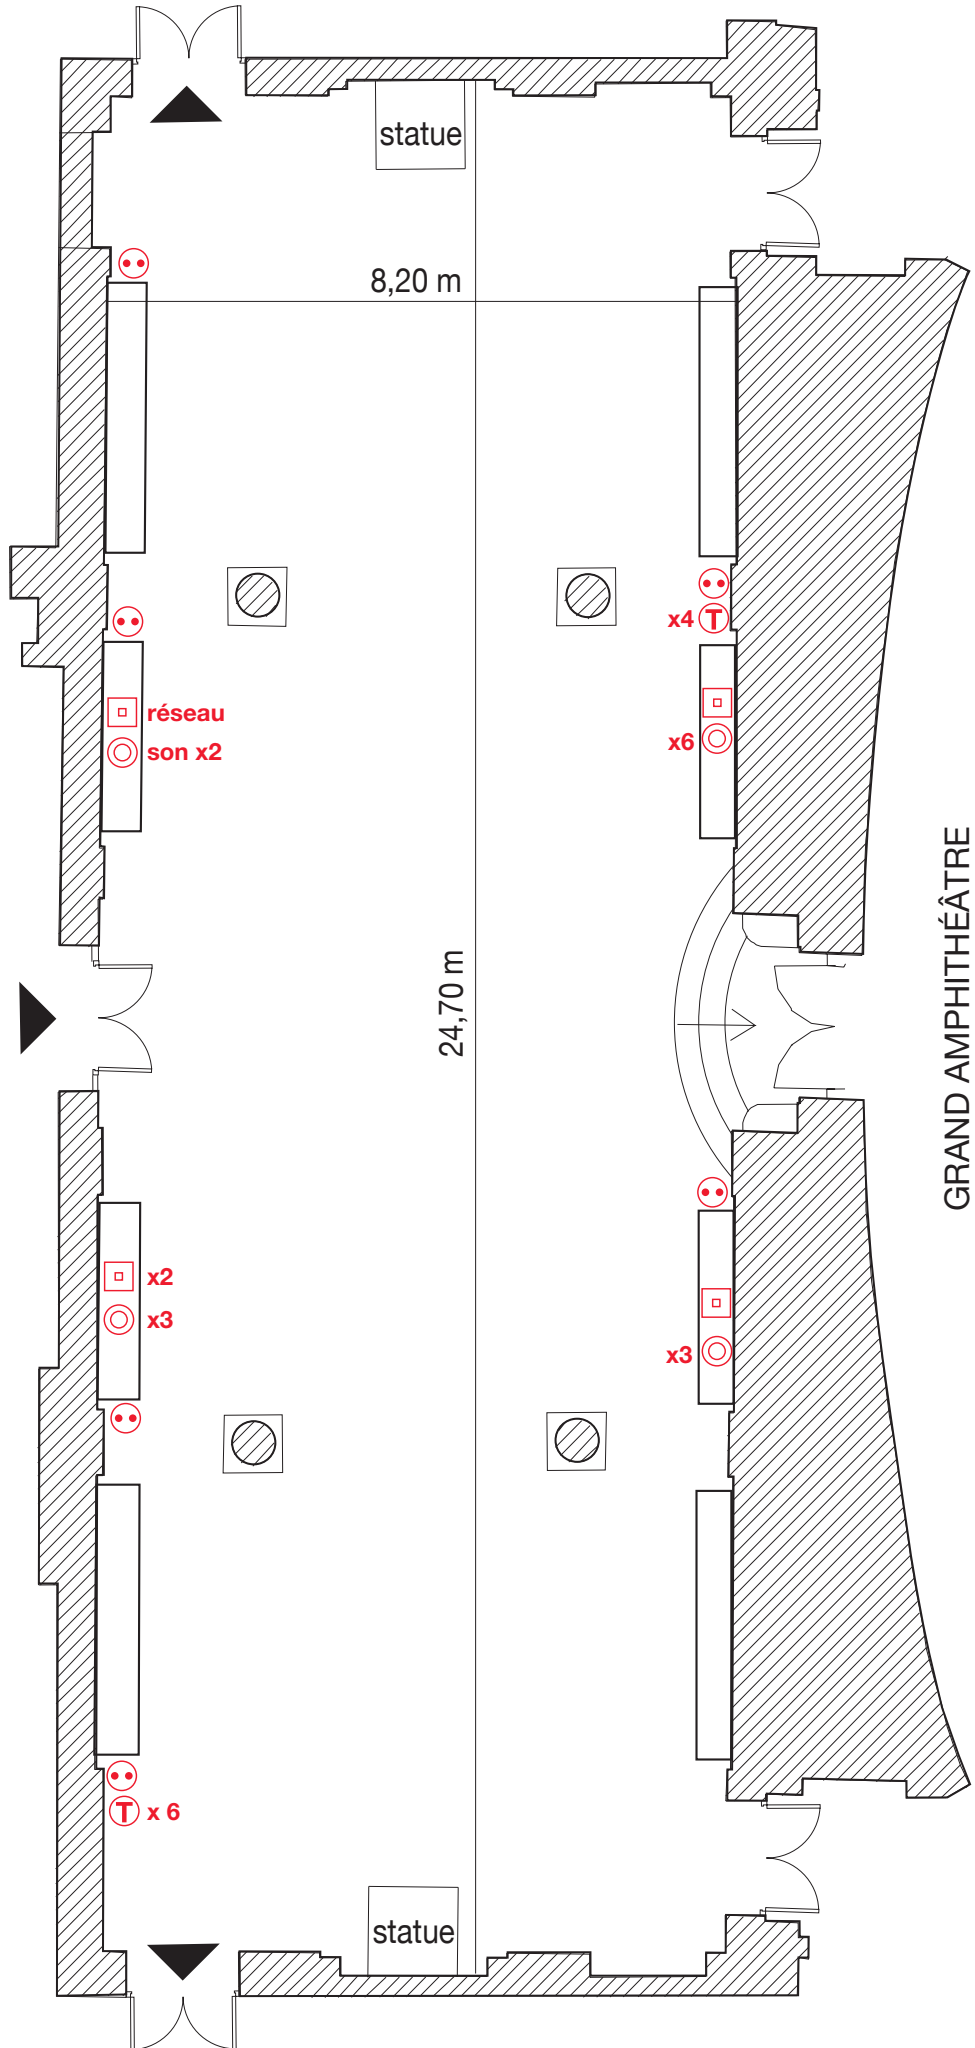 statue
8,20 m
x4 T
réseau
son x2
x6
GRAND AMPHITHÉÂTRE
24,70 m
x2
x3
x3
T x 6
statue